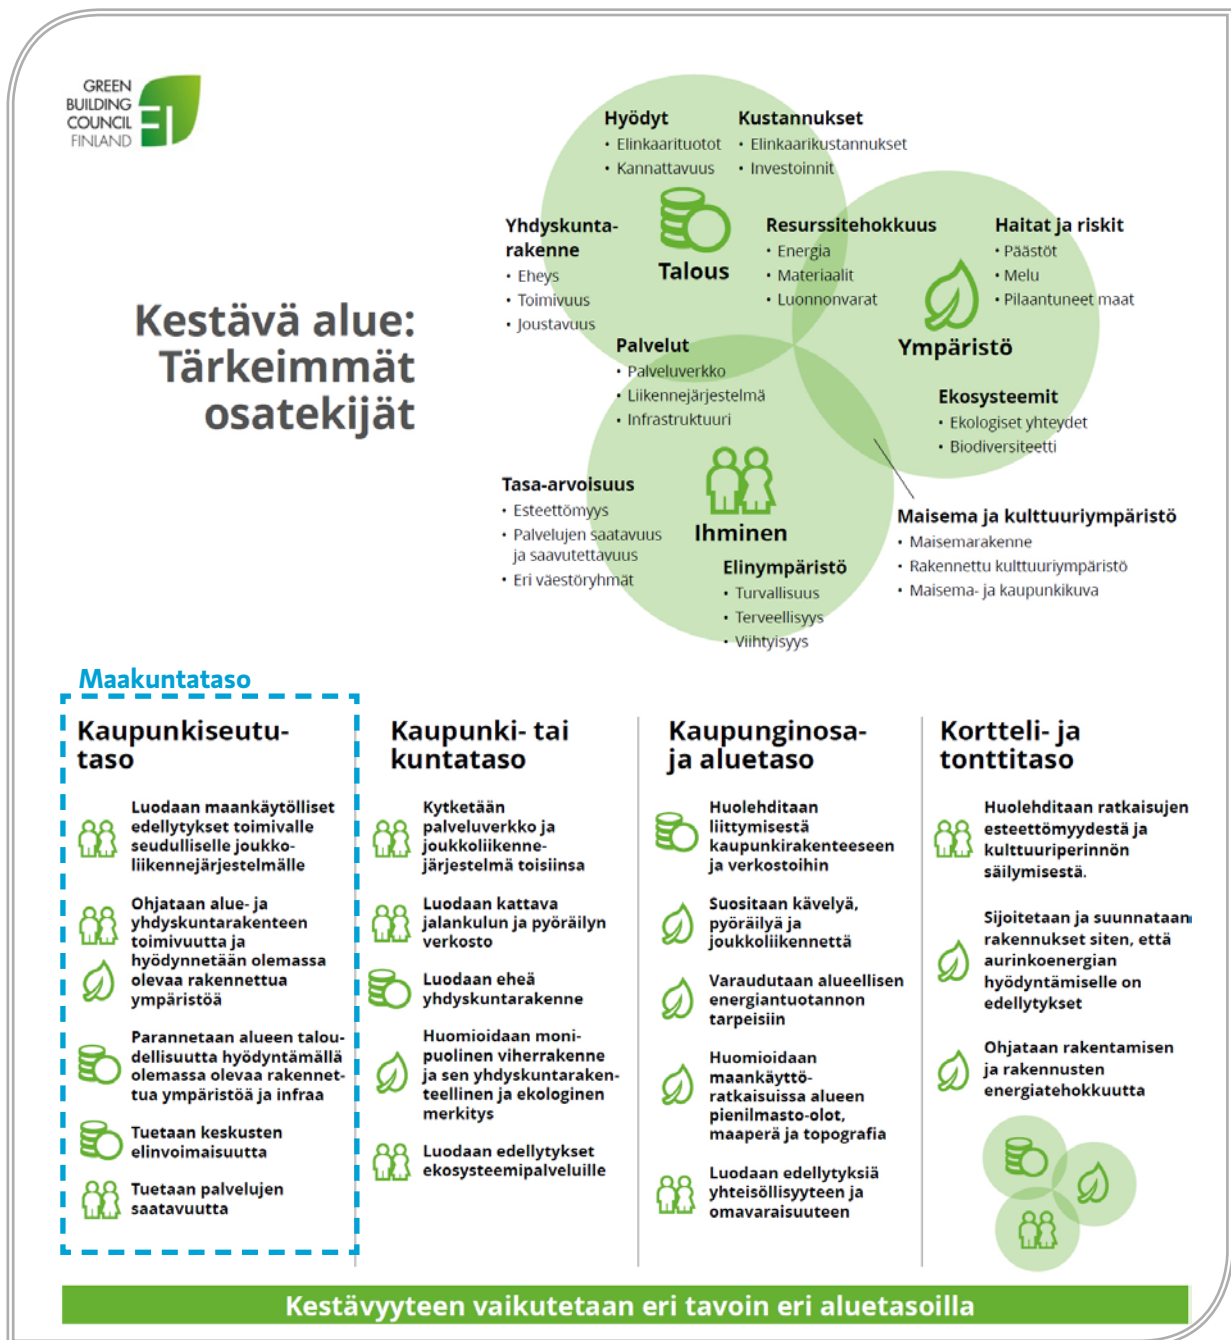 GREEN
BUILDING
COUNCIL
FINLAND
Kestävä alue:
Tärkeimmät
osatekijät
Hyödyt
• Elinkaarituotot
• Kannattavuus
Kustannukset
• Elinkaarikustannukset
• Investoinnit
Yhdyskunta-
rakenne
• Eheys
• Toimivuus
• Joustavuus
Talous
Resurssitehokkuus
• Energia
• Materiaalit
• Luonnonvarat
Haitat ja riskit
• Päästöt
• Melu
• Pilaantuneet maat
Ympäristö
Palvelut
• Palveluverkko
• Liikennejärjestelmä
• Infrastruktuuri
Ekosysteemit
• Ekologiset yhteydet
• Biodiversiteetti
Tasa-arvoisuus
• Esteettömyys
• Palvelujen saatavuus
ja saavutettavuus
• Eri väestöryhmät
Ihminen
Elinympäristö
• Turvallisuus
• Terveellisyys
• Viihtyisyys
Maisema ja kulttuuriympäristö
• Maisemarakenne
• Rakennettu kulttuuriympäristö
• Maisema- ja kaupunkikuva
Maakuntataso
Kaupunkiseutu-
taso
Luodaan maankäytölliset
edellytykset toimivalle
seudulliselle joukko-
liikennejärjestelmälle
Ohjataan alue- ja
yhdyskuntarakenteen
toimivuutta ja
hyödynnetään olemassa
olevaa rakennettua
ympäristöä
Parannetaan alueen talou-
dellisuutta hyödyntämällä
olemassa olevaa rakennet-
tua ympäristöä ja infraa
Tuetaan keskusten
elinvoimaisuutta
Tuetaan palvelujen
saatavuutta
Kaupunki- tai
kuntataso
Kytketään
palveluverkko ja
joukkoliikenne-
järjestelmä toisiinsa
Luodaan kattava
jalankulun ja pyöräilyn
verkosto
Luodaan eheä
yhdyskuntarakenne
Huomioidaan moni-
puolinen viherrakenne
ja sen yhdyskuntaraken-
teellinen ja ekologinen
merkitys
Luodaan edellytykset
ekosysteemipalveluille
Kaupunginosa-
ja aluetaso
Huolehditaan
liittymisestä
kaupunkirakenteeseen
ja verkostoihin
Suositaan kävelyä,
pyöräilyä ja
joukkoliikennettä
Varaudutaan alueellisen
energiantuotannon
tarpeisiin
Huomioidaan
maankäyttö-
ratkaisuissa alueen
pienilmasto-olot,
maaperä ja topografia
Luodaan edellytyksiä
yhteisöllisyyteen ja
omavaraisuuteen
Kortteli- ja
tonttitaso
Huolehditaan ratkaisujen
esteettömyydestä ja
kulttuuriperinnön
säilymisestä.
Sijoitetaan ja suunnataan
rakennukset siten, että
aurinkoenergian
hyödyntämiselle on
edellytykset
Ohjataan rakentamisen
ja rakennusten
energiatehokkuutta
Kestävyyteen vaikutetaan eri tavoin eri aluetasoilla